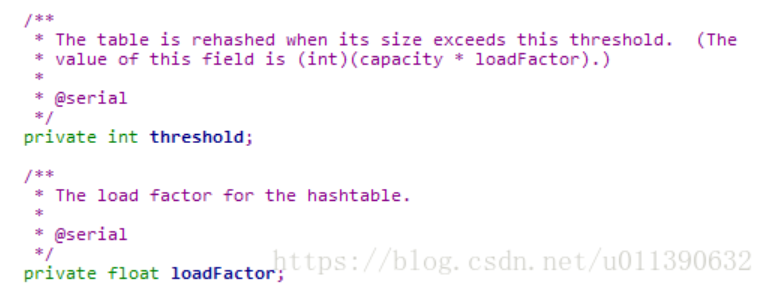 /**
 * The table is rehashed when its size exceeds this threshold.  (The
 * value of this field is (int)(capacity * loadFactor).)
 *
 * @serial
 */
private int threshold;
/**
 * The load factor for the hashtable.
 *
 * @serial
 */
private float loadFactor;
https://blog.csdn.net/u011390632